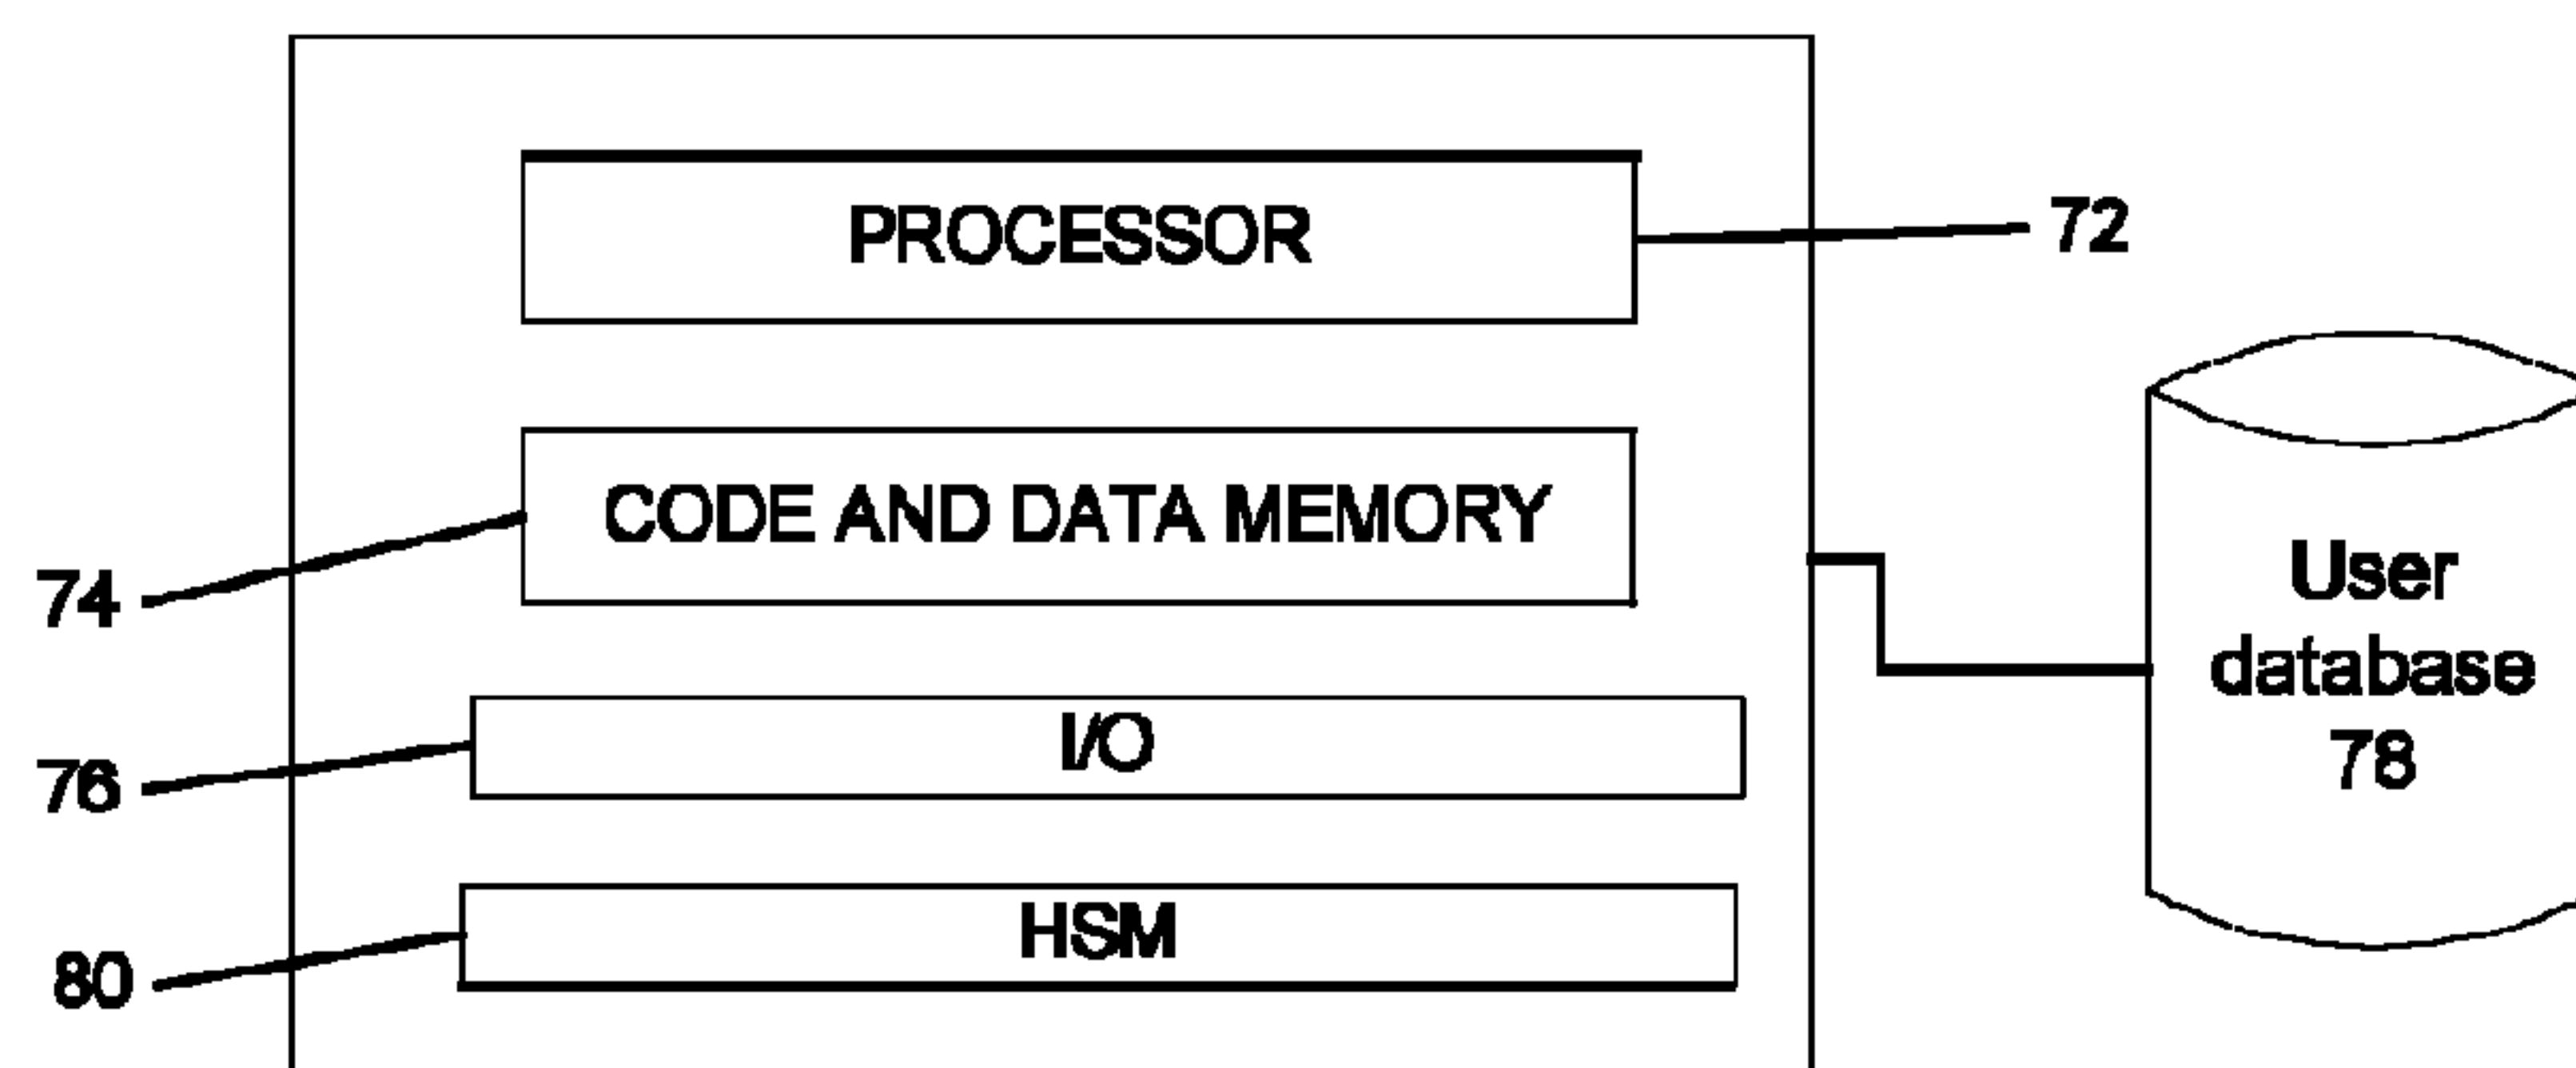 PROCESSOR
72
CODE AND DATA MEMORY
74
User
database
78
I/O
76
HSM
80